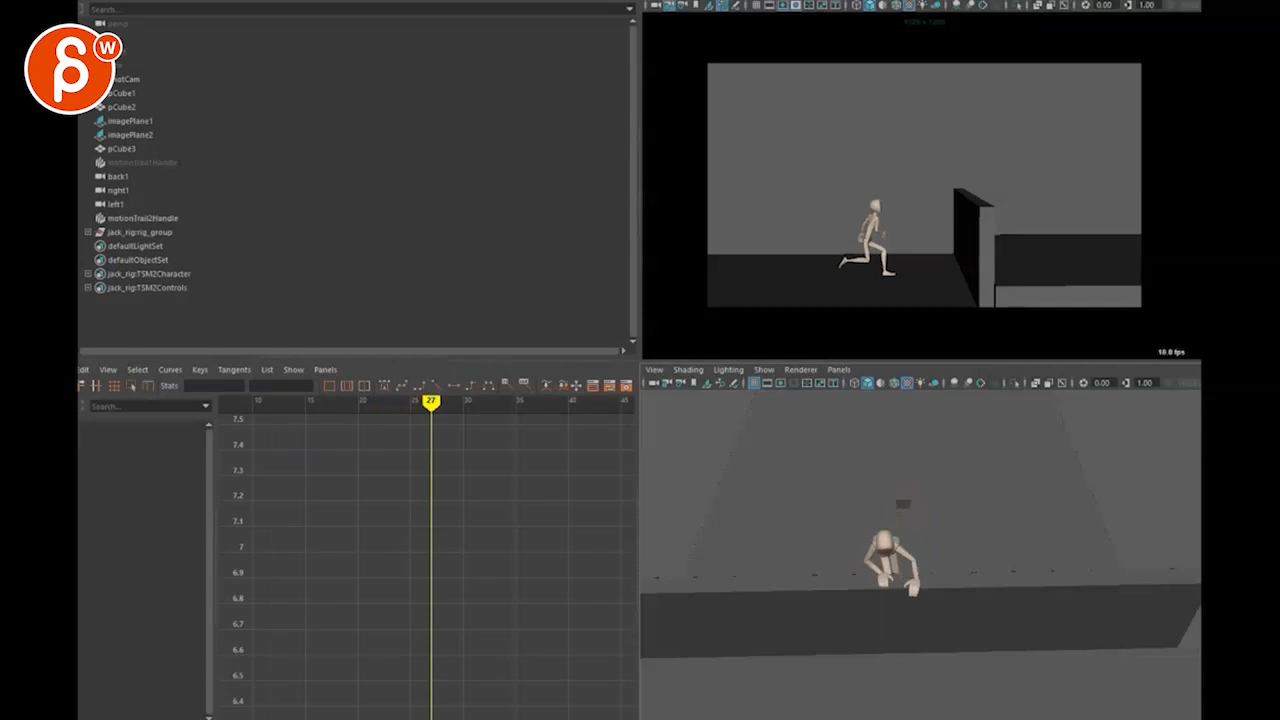 Search...
persp
shotCam
pCube1
pCube2
imagePlane1
imagePlane2
pCube3
motionTrail1Handle
back1
right1
left1
motionTrail2Handle
jack_rig:rig_group
defaultLightSet
defaultObjectSet
jack_rig:TSM2Character
jack_rig:TSM2Controls
W
0.00 1.00
18.0 fps
dit View Select Curves Keys Tangents List Show Panels
Stats
Search...
10 15 20 25 27 30 35 40 45
7.5
7.4
7.3
7.2
7.1
7
6.9
6.8
6.7
6.6
6.5
6.4
View Shading Lighting Show Renderer Panels
0.00 1.00